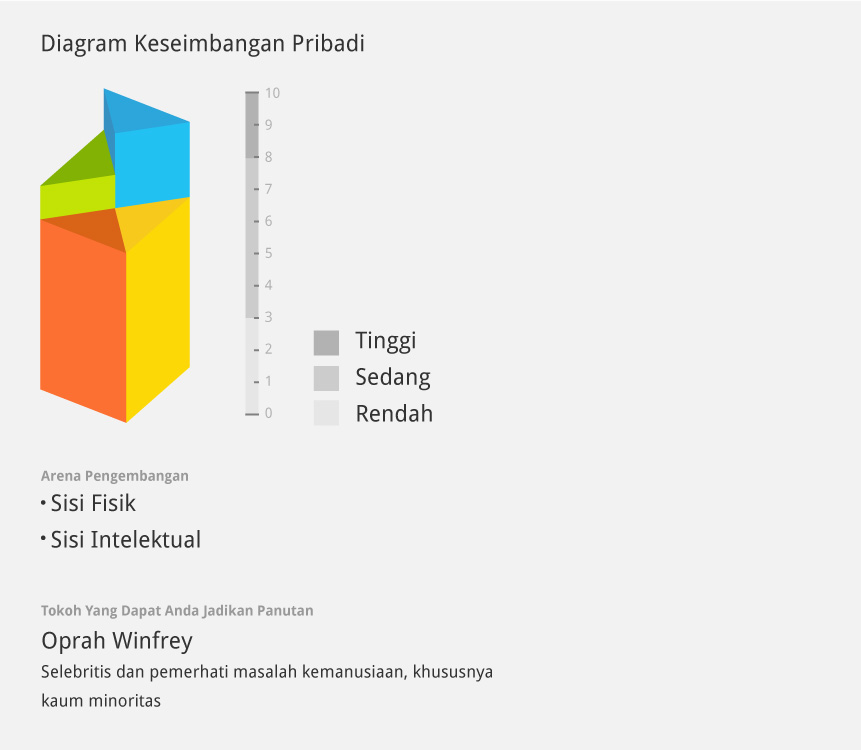 Diagram Keseimbangan Pribadi
10
9
8
7
6
5
4
3
2
1
0
Tinggi
Sedang
Rendah
Arena Pengembangan
• Sisi Fisik
• Sisi Intelektual
Tokoh Yang Dapat Anda Jadikan Panutan
Oprah Winfrey
Selebritis dan pemerhati masalah kemanusiaan, khususnya
kaum minoritas